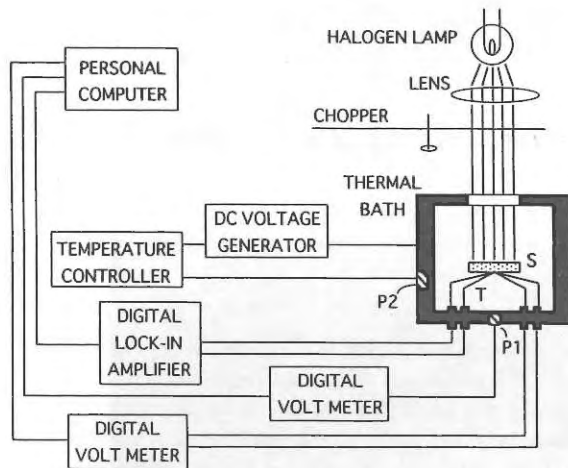 HALOGEN LAMP
PERSONAL
COMPUTER
LENS
CHOPPER
THERMAL
BATH
DC VOLTAGE
GENERATOR
TEMPERATURE
CONTROLLER
S
P2
T
DIGITAL
LOCK-IN
AMPLIFIER
P1
DIGITAL
VOLT METER
DIGITAL
VOLT METER